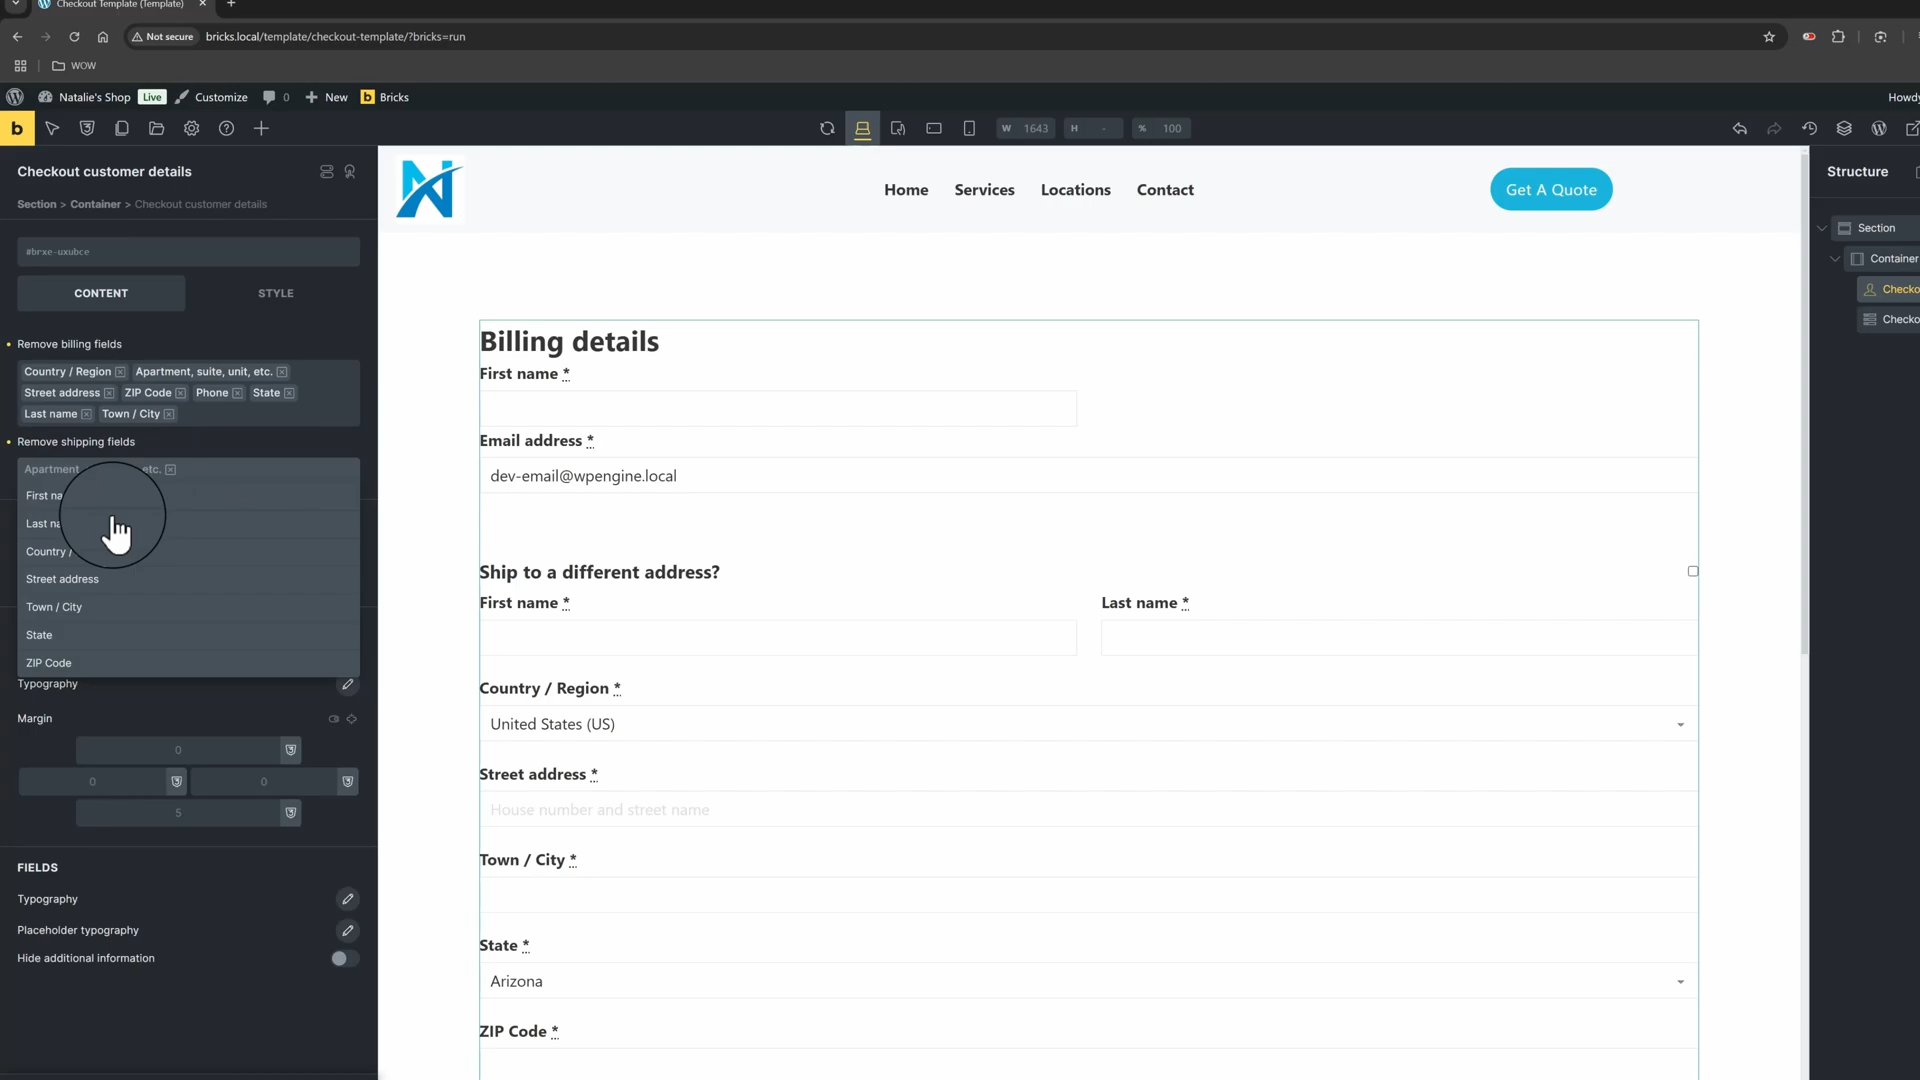 Checkout Template (Template)
Not secure
bricks.local/template/checkout-template/?bricks=run
WOW
Natalie's Shop
Live
Customize
0
New
Bricks
Howdy
b
W 1643
H -
% 100
Checkout customer details
Section > Container > Checkout customer details
#brxe-uxubce
CONTENT
STYLE
Remove billing fields
Country / Region
Apartment, suite, unit, etc.
Street address
ZIP Code
Phone
State
Last name
Town / City
Remove shipping fields
Apartment
etc.
First na
Last na
Country /
Street address
Town / City
State
ZIP Code
Typography
Margin
0
0
0
5
FIELDS
Typography
Placeholder typography
Hide additional information
Home
Services
Locations
Contact
Get A Quote
Billing details
First name *
Email address *
dev-email@wpengine.local
Ship to a different address?
First name *
Last name *
Country / Region *
United States (US)
Street address *
House number and street name
Town / City *
State *
Arizona
ZIP Code *
Structure
Section
Container
Checko
Checko